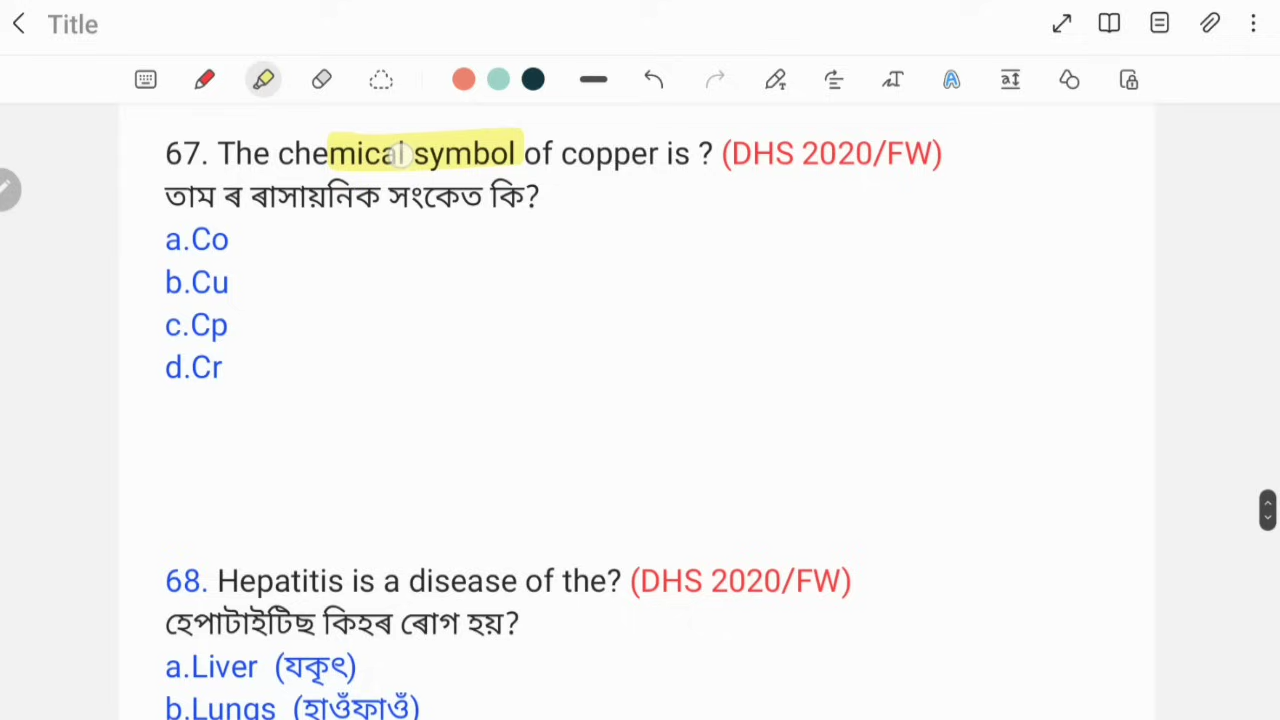 Title
67. The chemical symbol of copper is ? (DHS 2020/FW)
তাম ৰ ৰাসায়নিক সংকেত কি?
a.Co
b.Cu
c.Cp
d.Cr
68. Hepatitis is a disease of the? (DHS 2020/FW)
হেপাটাইটিছ কিহৰ ৰোগ হয়?
a.Liver (যকৃৎ)
b.Lungs (হাওঁফাওঁ)